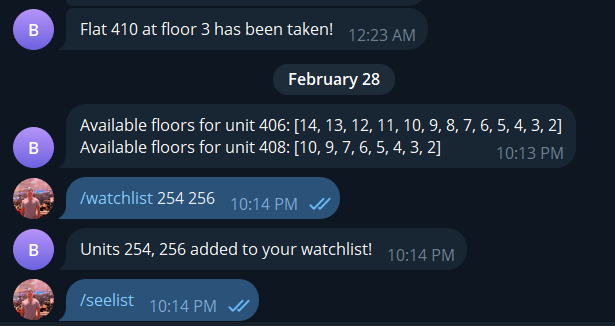 B
Flat 410 at floor 3 has been taken! 12:23 AM
February 28
Available floors for unit 406: [14, 13, 12, 11, 10, 9, 8, 7, 6, 5, 4, 3, 2]
Available floors for unit 408: [10, 9, 7, 6, 5, 4, 3, 2]
B
10:13 PM
/watchlist 254 256 10:14 PM
B
Units 254, 256 added to your watchlist! 10:14 PM
/seelist 10:14 PM